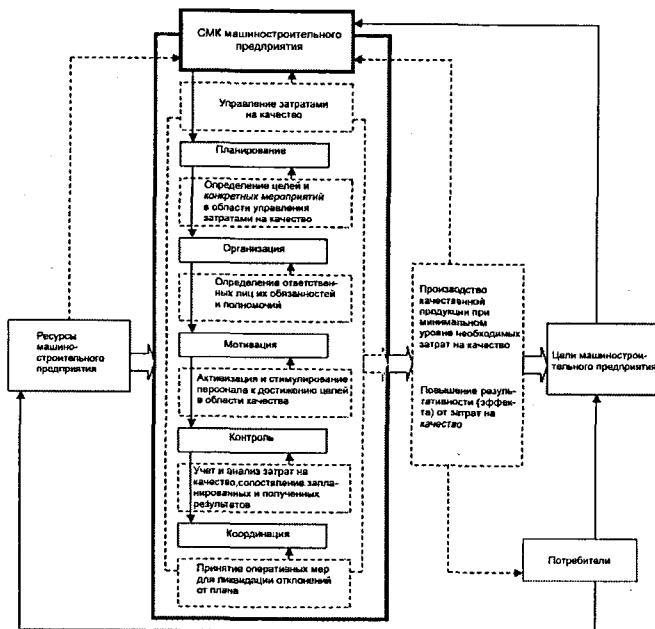 СМК машиностроительного
предприятия
Управление затратами
на качество
Планирование
Определение целей и
конкретных мероприятий
в области управления
затратами на качество
Организация
Определение ответствен-
ных лиц их обязанностей
и полномочий
Ресурсы
машино-
строительного
предприятия
Мотивация
Активизация и стимулирование
персонала к достижению целей
в области качества
Контроль
Учет и анализ затрат на
качество,сопоставление запла-
нированных и полученных
результатов
Координация
Принятие оперативных мер
для ликвидации отклонений
от плана
Производство
качественной
продукции при
минимальном
уровне необходимых
затрат на качество
Повышение резуль-
тативности (эффек-
та) от затрат на
качество
Цели машинострои-
тельного предприятия
Потребители